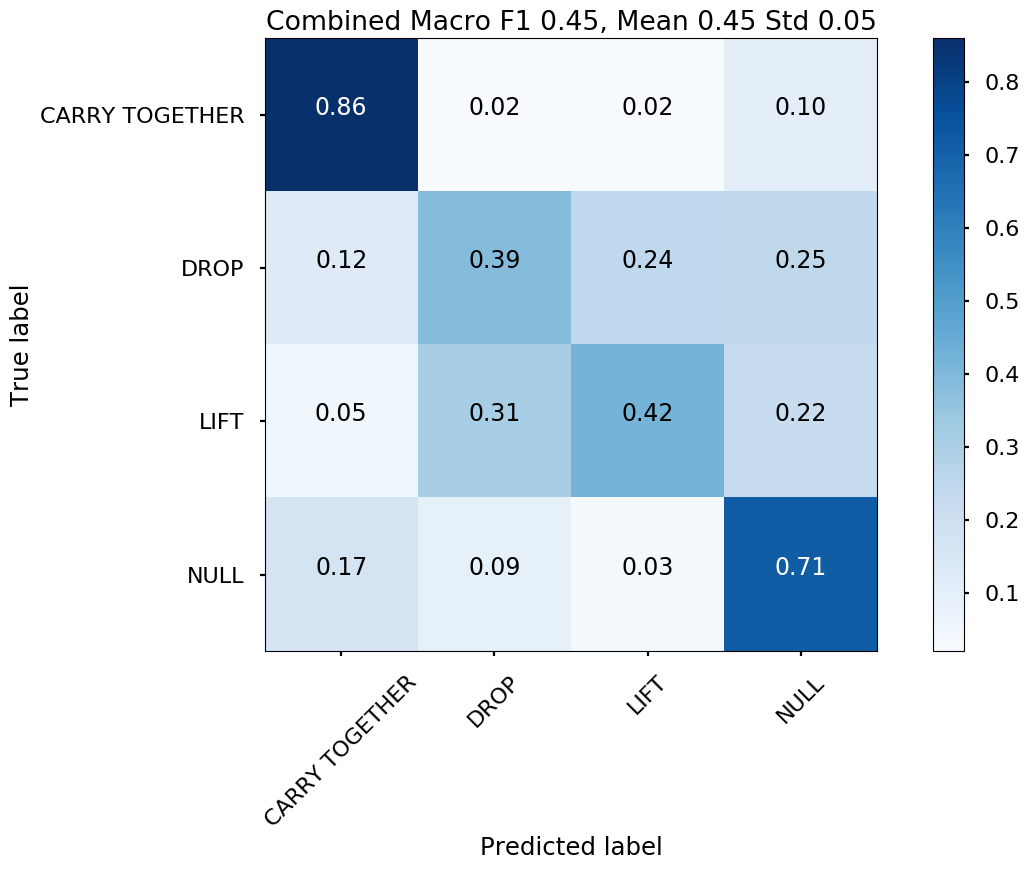 Combined Macro F1 0.45, Mean 0.45 Std 0.05
True label
CARRY TOGETHER
0.86 0.02 0.02 0.10
DROP
0.12 0.39 0.24 0.25
LIFT
0.05 0.31 0.42 0.22
NULL
0.17 0.09 0.03 0.71
CARRY TOGETHER
DROP
LIFT
NULL
Predicted label
0.8
0.7
0.6
0.5
0.4
0.3
0.2
0.1